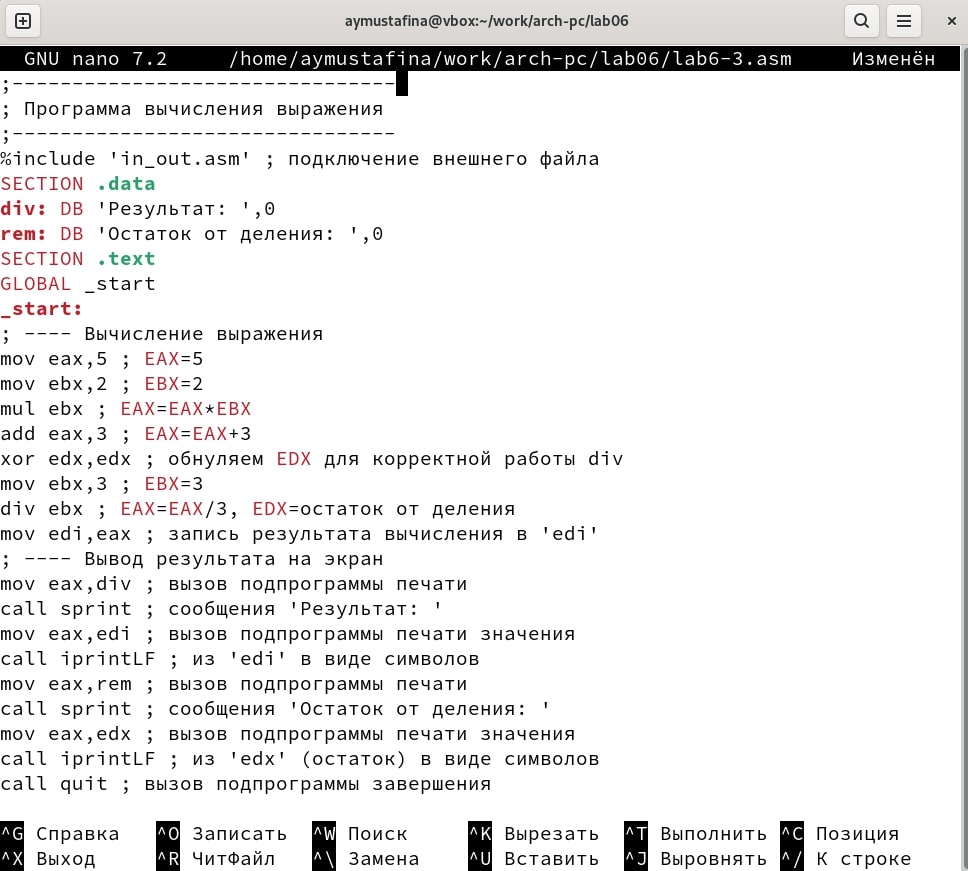 aymustafina@vbox:~/work/arch-pc/lab06
GNU nano 7.2 /home/aymustafina/work/arch-pc/lab06/lab6-3.asm Изменён
;--------------------------------
; Программа вычисления выражения
;--------------------------------
%include 'in_out.asm' ; подключение внешнего файла
SECTION .data
div: DB 'Результат: ',0
rem: DB 'Остаток от деления: ',0
SECTION .text
GLOBAL _start
_start:
; ---- Вычисление выражения
mov eax,5 ; EAX=5
mov ebx,2 ; EBX=2
mul ebx ; EAX=EAX*EBX
add eax,3 ; EAX=EAX+3
xor edx,edx ; обнуляем EDX для корректной работы div
mov ebx,3 ; EBX=3
div ebx ; EAX=EAX/3, EDX=остаток от деления
mov edi,eax ; запись результата вычисления в 'edi'
; ---- Вывод результата на экран
mov eax,div ; вызов подпрограммы печати
call sprint ; сообщения 'Результат: '
mov eax,edi ; вызов подпрограммы печати значения
call iprintLF ; из 'edi' в виде символов
mov eax,rem ; вызов подпрограммы печати
call sprint ; сообщения 'Остаток от деления: '
mov eax,edx ; вызов подпрограммы печати значения
call iprintLF ; из 'edx' (остаток) в виде символов
call quit ; вызов подпрограммы завершения
^G Справка ^O Записать ^W Поиск ^K Вырезать ^T Выполнить ^C Позиция
^X Выход ^R ЧитФайл ^\ Замена ^U Вставить ^J Выровнять ^/ К строке